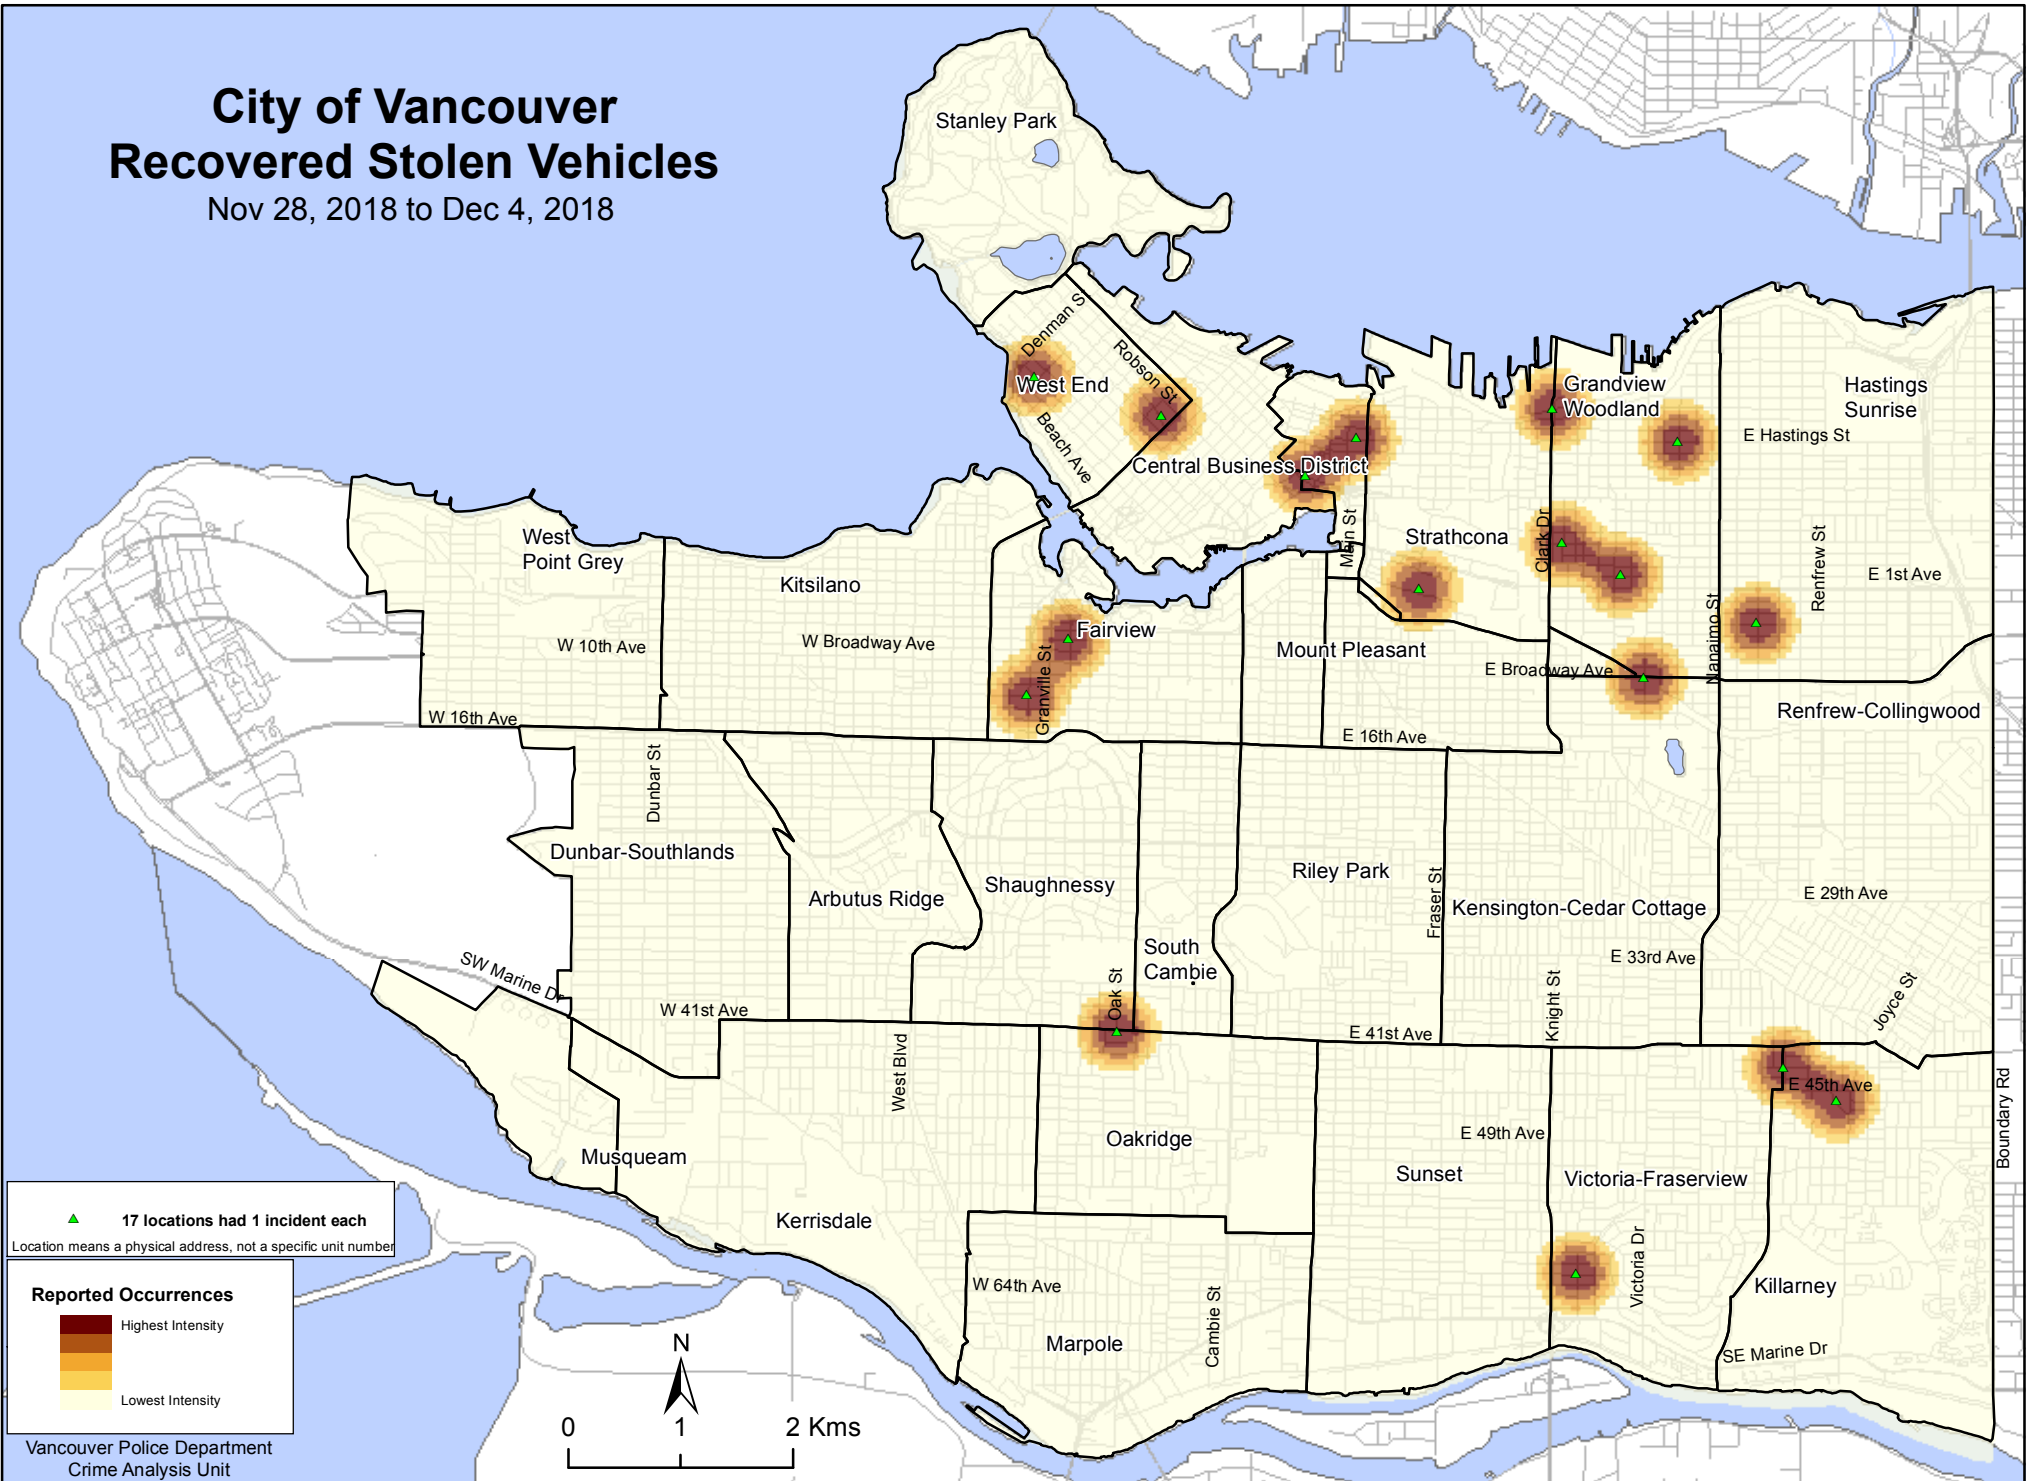 City of Vancouver
Recovered Stolen Vehicles
Nov 28, 2018 to Dec 4, 2018
Stanley Park
Denman St
Robson St
West End
Beach Ave
Central Business District
Grandview
Woodland
Hastings
Sunrise
E Hastings St
Main St
Strathcona
Clark Dr
Renfrew St
E 1st Ave
Nanaimo St
West
Point Grey
Kitsilano
W 10th Ave
W Broadway Ave
Fairview
Granville St
Mount Pleasant
E Broadway Ave
Renfrew-Collingwood
W 16th Ave
E 16th Ave
Dunbar St
Dunbar-Southlands
Arbutus Ridge
Shaughnessy
Riley Park
Fraser St
Kensington-Cedar Cottage
E 29th Ave
South
Cambie
E 33rd Ave
SW Marine Dr
W 41st Ave
Oak St
E 41st Ave
Knight St
Joyce St
West Blvd
E 45th Ave
Boundary Rd
Oakridge
E 49th Ave
Musqueam
Sunset
Victoria-Fraserview
Kerrisdale
Victoria Dr
Killarney
W 64th Ave
Cambie St
Marpole
SE Marine Dr
17 locations had 1 incident each
Location means a physical address, not a specific unit number
Reported Occurrences
Highest Intensity
Lowest Intensity
Vancouver Police Department
Crime Analysis Unit
N
0 1 2 Kms